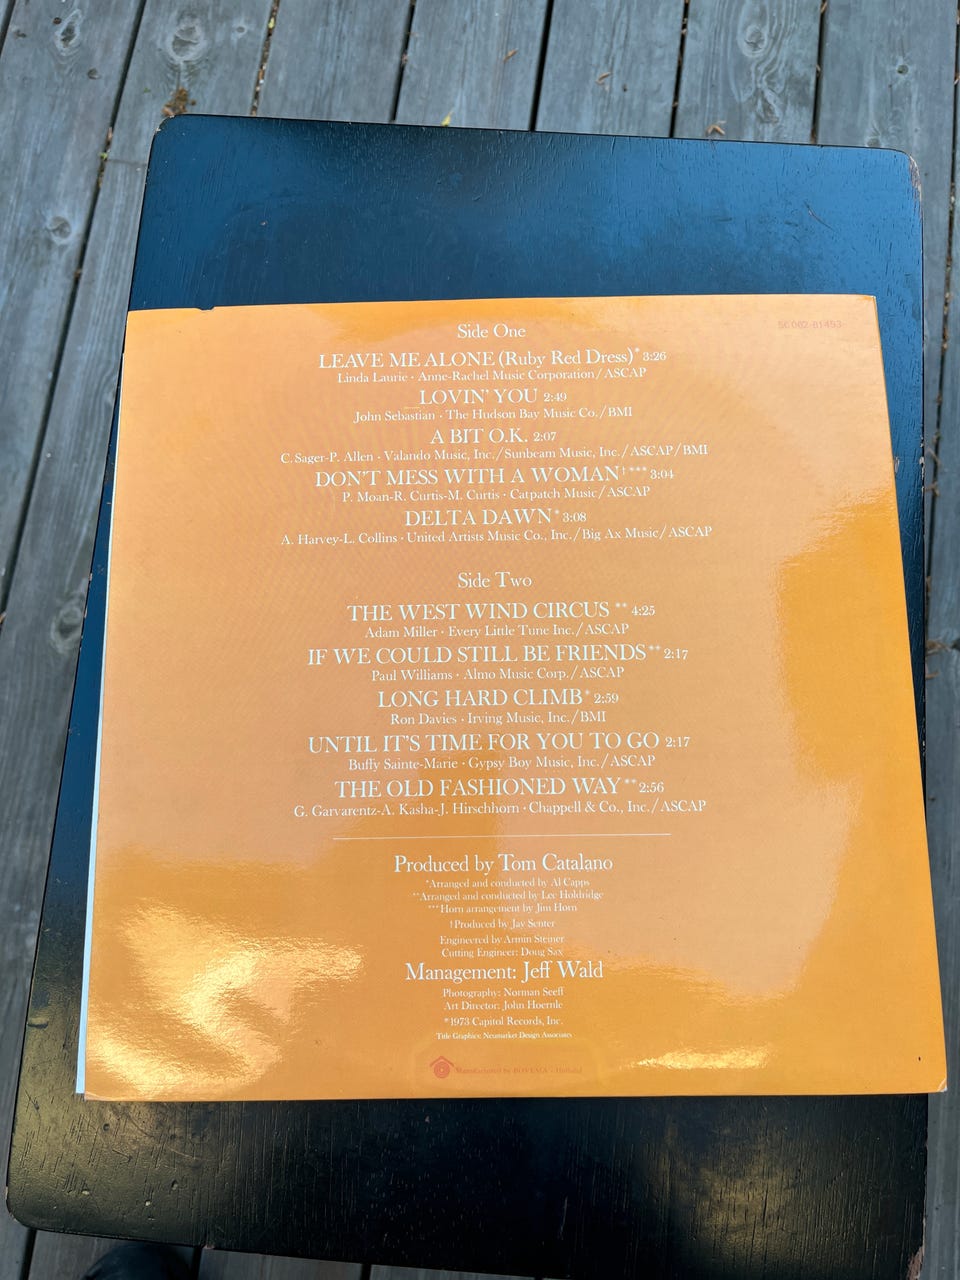 5C 062-81493
Side One
LEAVE ME ALONE (Ruby Red Dress)* 3:26
Linda Laurie · Anne-Rachel Music Corporation/ASCAP
LOVIN' YOU 2:49
John Sebastian · The Hudson Bay Music Co./BMI
A BIT O.K. 2:07
C. Sager-P. Allen · Valando Music, Inc./Sunbeam Music, Inc./ASCAP/BMI
DON'T MESS WITH A WOMAN†*** 3:04
P. Moan-R. Curtis-M. Curtis · Catpatch Music/ASCAP
DELTA DAWN* 3:08
A. Harvey-L. Collins · United Artists Music Co., Inc./Big Ax Music/ASCAP
Side Two
THE WEST WIND CIRCUS ** 4:25
Adam Miller · Every Little Tune Inc./ASCAP
IF WE COULD STILL BE FRIENDS** 2:17
Paul Williams · Almo Music Corp./ASCAP
LONG HARD CLIMB* 2:59
Ron Davies · Irving Music, Inc./BMI
UNTIL IT'S TIME FOR YOU TO GO 2:17
Buffy Sainte-Marie · Gypsy Boy Music, Inc./ASCAP
THE OLD FASHIONED WAY** 2:56
G. Garvarentz-A. Kasha-J. Hirschhorn · Chappell & Co., Inc./ASCAP
Produced by Tom Catalano
*Arranged and conducted by Al Capps
**Arranged and conducted by Lee Holdridge
***Horn arrangement by Jim Horn
†Produced by Jay Senter
Engineered by Armin Steiner
Cutting Engineer: Doug Sax
Management: Jeff Wald
Photography: Norman Seeff
Art Director: John Hoernle
℗1973 Capitol Records, Inc.
Title Graphics: Neumarket Design Associates
Manufactured by BOVEMA - Holland